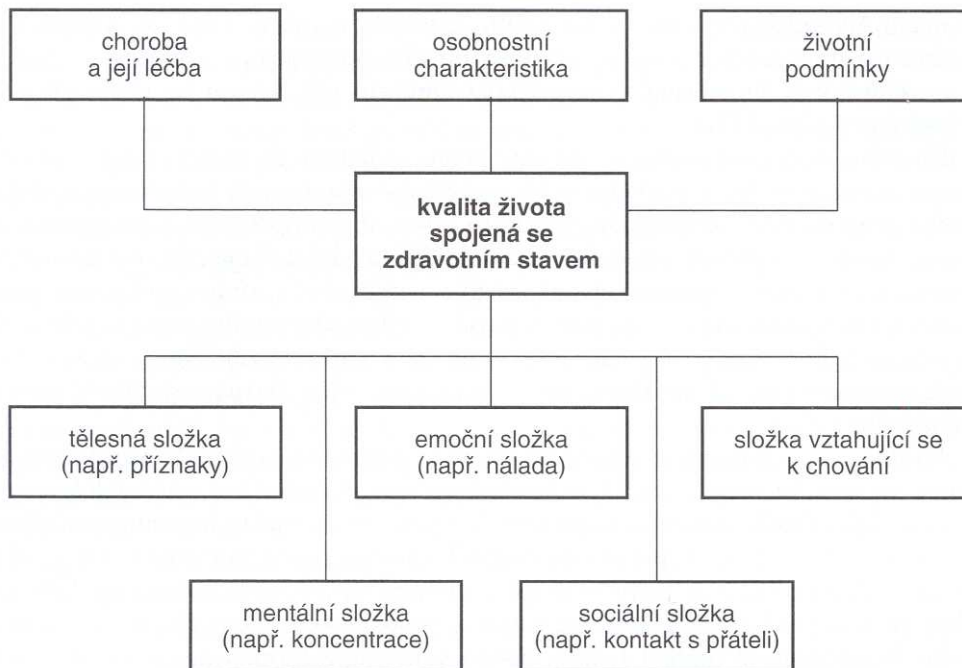 choroba
a její léčba
osobnostní
charakteristika
životní
podmínky
kvalita života
spojená se
zdravotním stavem
tělesná složka
(např. příznaky)
emoční složka
(např. nálada)
složka vztahující se
k chování
mentální složka
(např. koncentrace)
sociální složka
(např. kontakt s přáteli)